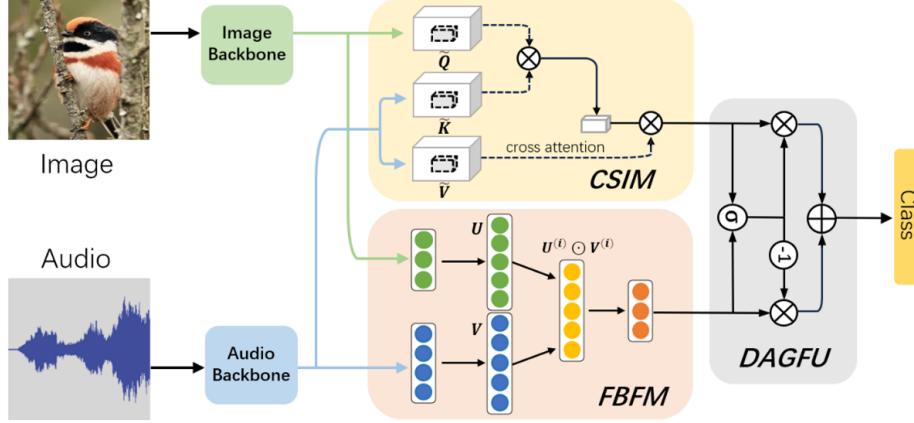 Image
Audio
Image
Backbone
Audio
Backbone
Q̃
K̃
Ṽ
cross attention
CSIM
U
V
U⁽ⁱ⁾ ⊙ V⁽ⁱ⁾
FBFM
σ
-1
DAGFU
Class